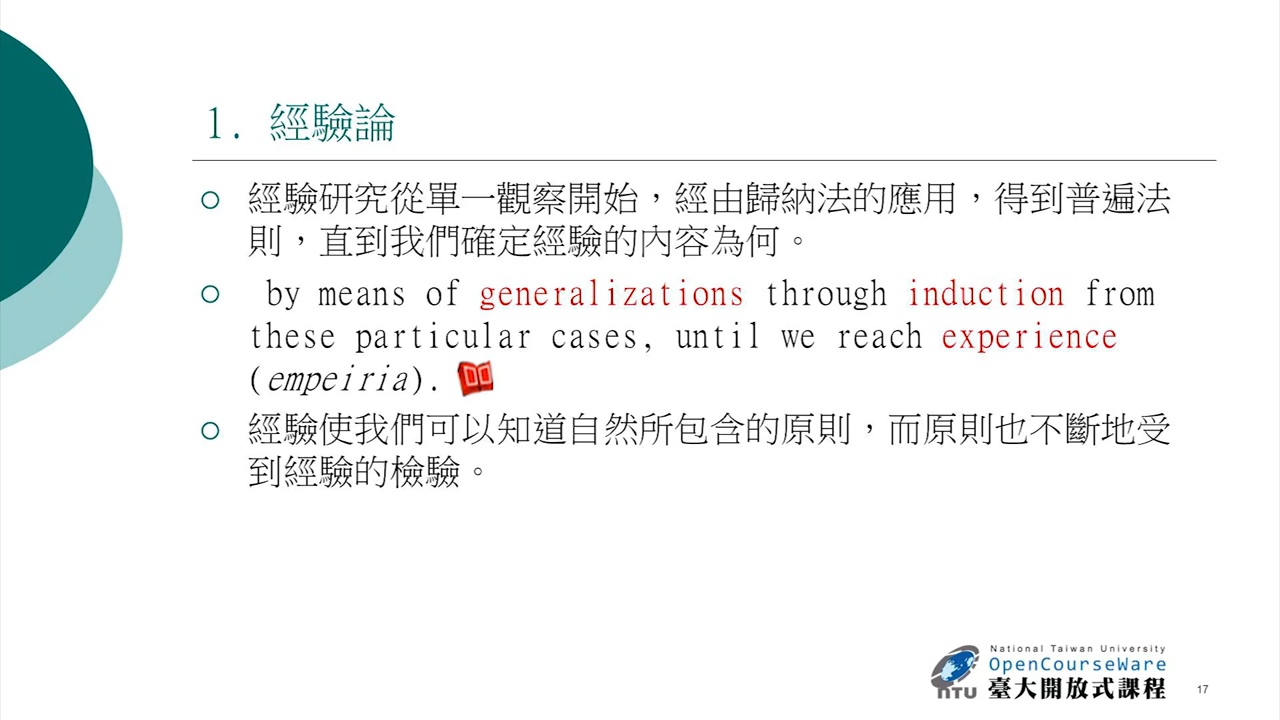 1. 經驗論
經驗研究從單一觀察開始，經由歸納法的應用，得到普遍法
則，直到我們確定經驗的內容為何。
by means of generalizations through induction from
these particular cases, until we reach experience
(empeiria).
經驗使我們可以知道自然所包含的原則，而原則也不斷地受
到經驗的檢驗。
National Taiwan University
OpenCourseWare
臺大開放式課程
NTU
17